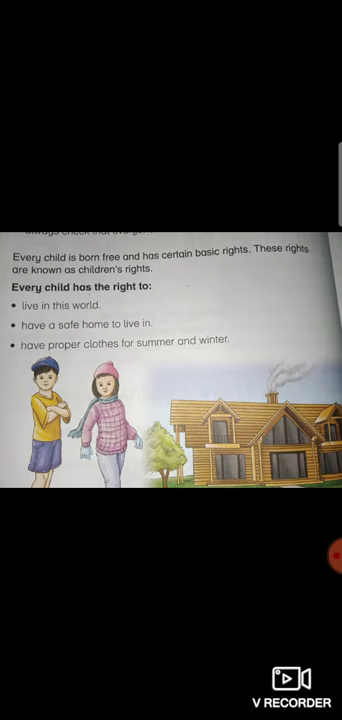 Every child is born free and has certain basic rights. These rights
are known as children's rights.
Every child has the right to:
• live in this world.
• have a safe home to live in.
• have proper clothes for summer and winter.
V RECORDER